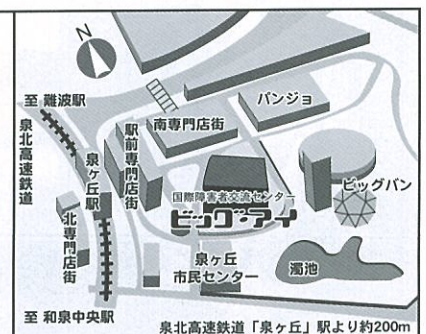 N
至 難波駅
泉北高速鉄道
泉ヶ丘駅
駅前専門店街
南専門店街
パンジョ
国際障害者交流センター
ビッグ・アイ
ビッグバン
北専門店街
泉ヶ丘
市民センター
濁池
至 和泉中央駅
泉北高速鉄道「泉ヶ丘」駅より約200m